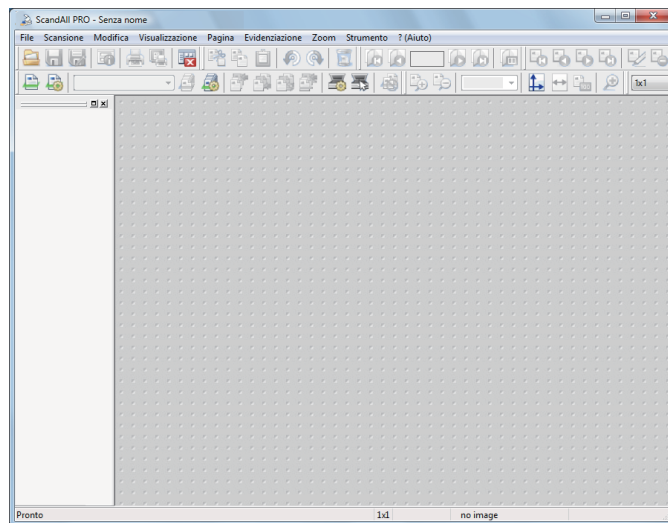 ScandAll PRO - Senza nome
File Scansione Modifica Visualizzazione Pagina Evidenziazione Zoom Strumento ? (Aiuto)
1x1
Pronto 1x1 no image